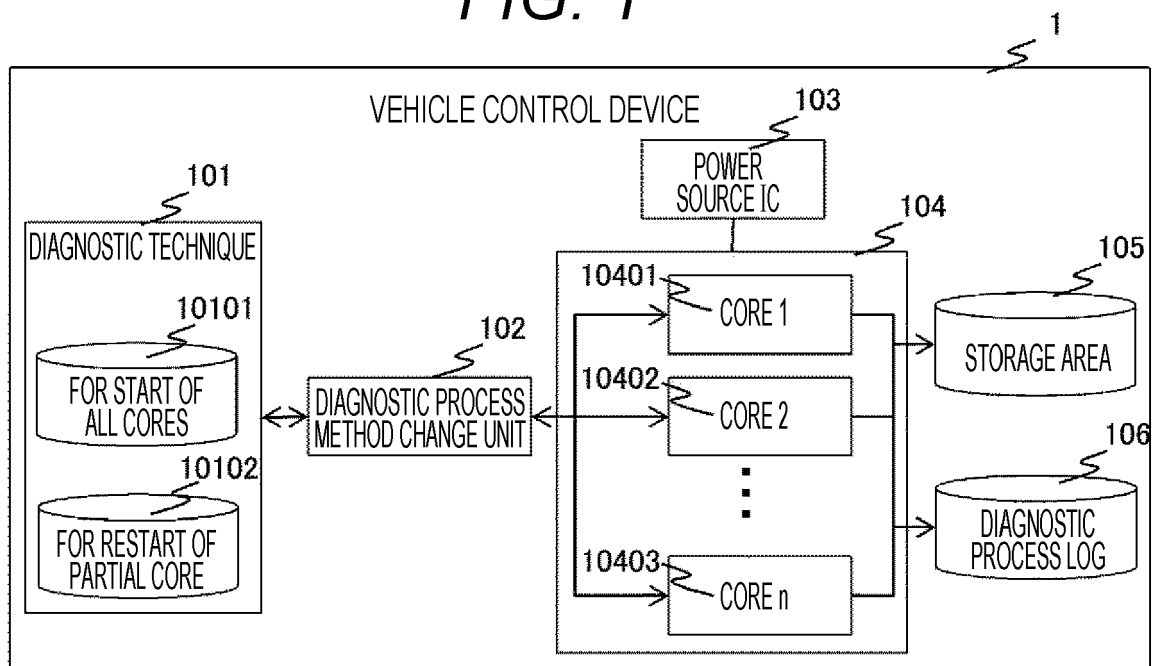 FIG. 1
1
VEHICLE CONTROL DEVICE
103
POWER
SOURCE IC
101
DIAGNOSTIC TECHNIQUE
10101
FOR START OF
ALL CORES
10102
FOR RESTART OF
PARTIAL CORE
102
DIAGNOSTIC PROCESS
METHOD CHANGE UNIT
104
10401
CORE 1
10402
CORE 2
10403
CORE n
105
STORAGE AREA
106
DIAGNOSTIC
PROCESS LOG